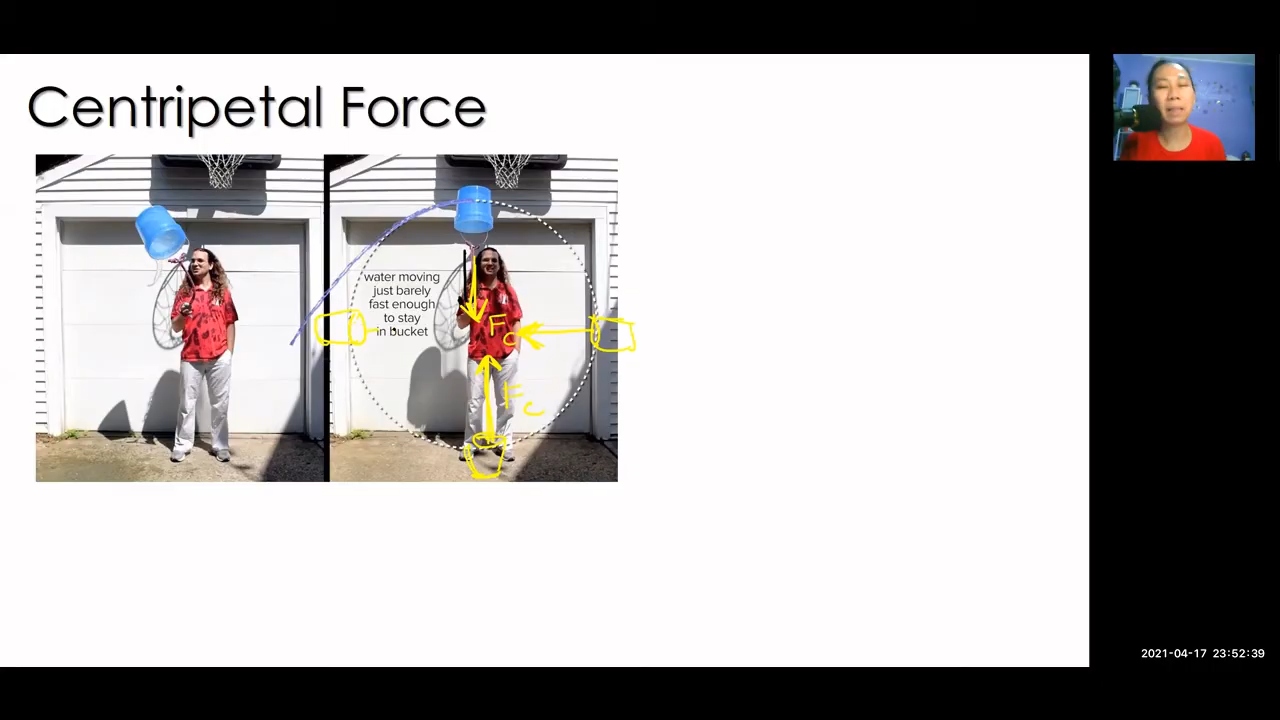 Centripetal Force
water moving
just barely
fast enough
to stay
in bucket
Fc
Fc
2021-04-17 23:52:39